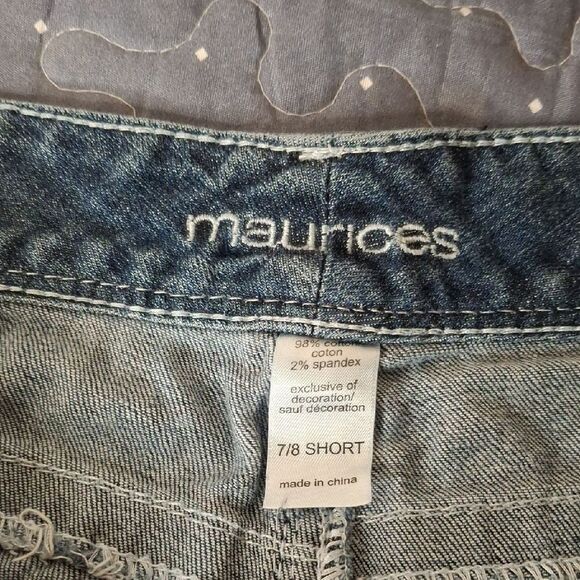 maurices
98% cotton
coton
2% spandex
exclusive of
decoration/
sauf décoration
7/8 SHORT
made in china